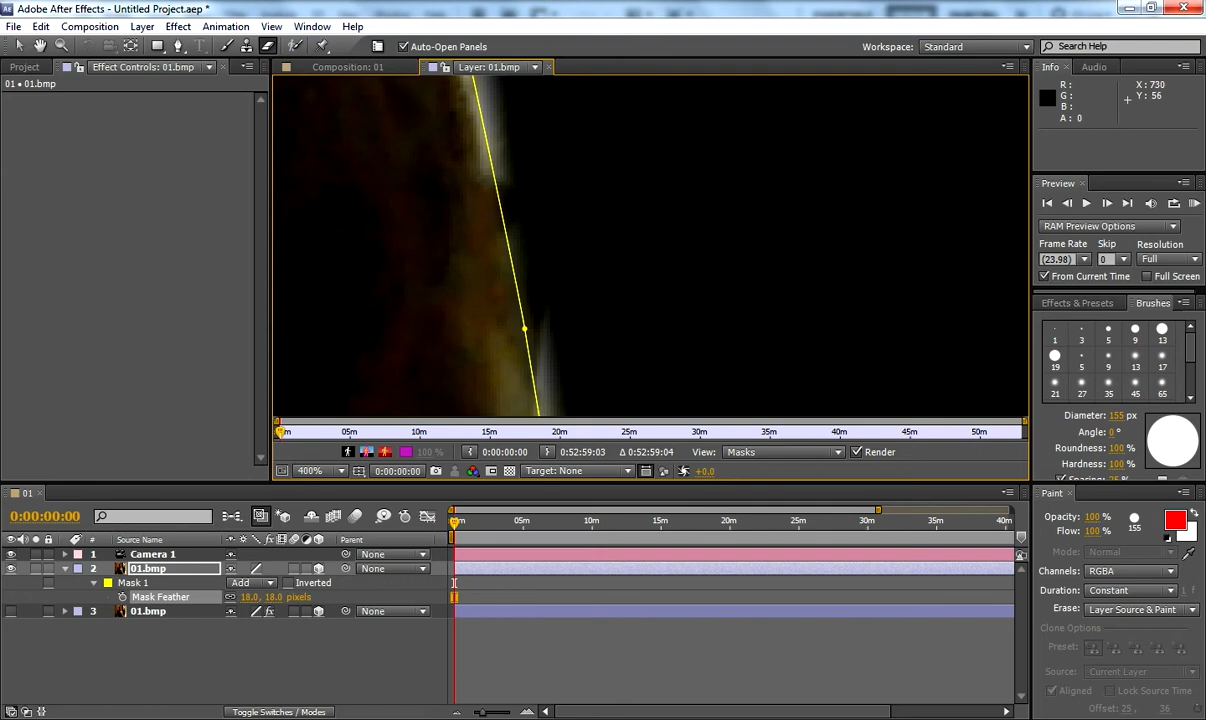 Adobe After Effects - Untitled Project.aep *
File Edit Composition Layer Effect Animation View Window Help
Auto-Open Panels Workspace: Standard Search Help
Project Effect Controls: 01.bmp Composition: 01 Layer: 01.bmp Info Audio
01 • 01.bmp
R: X: 730
G: Y: 56
B:
A: 0
Preview
RAM Preview Options
Frame Rate Skip Resolution
(23.98) 0 Full
From Current Time Full Screen
Effects & Presets Brushes
1 3 5 9 13
19 5 9 13 17
21 27 35 45 65
Diameter: 155 px
Angle: 0 °
Roundness: 100 %
Hardness: 100 %
Spacing: 25 %
05m 10m 15m 20m 25m 30m 35m 40m 45m 50m
100 % 0:00:00:00 0:52:59:03 Δ 0:52:59:04 View: Masks Render
400% 0:00:00:00 Target: None +0.0
01
0:00:00:00
05m 10m 15m 20m 25m 30m 35m 40m
# Source Name Parent
1 Camera 1 None
2 01.bmp None
Mask 1 Add Inverted
Mask Feather 18.0, 18.0 pixels
3 01.bmp None
Toggle Switches / Modes
Paint
Opacity: 100 %
Flow: 100 % 155
Mode: Normal
Channels: RGBA
Duration: Constant 1 f
Erase: Layer Source & Paint
Clone Options
Preset:
Source: Current Layer
Aligned Lock Source Time
Offset: 25 , 36